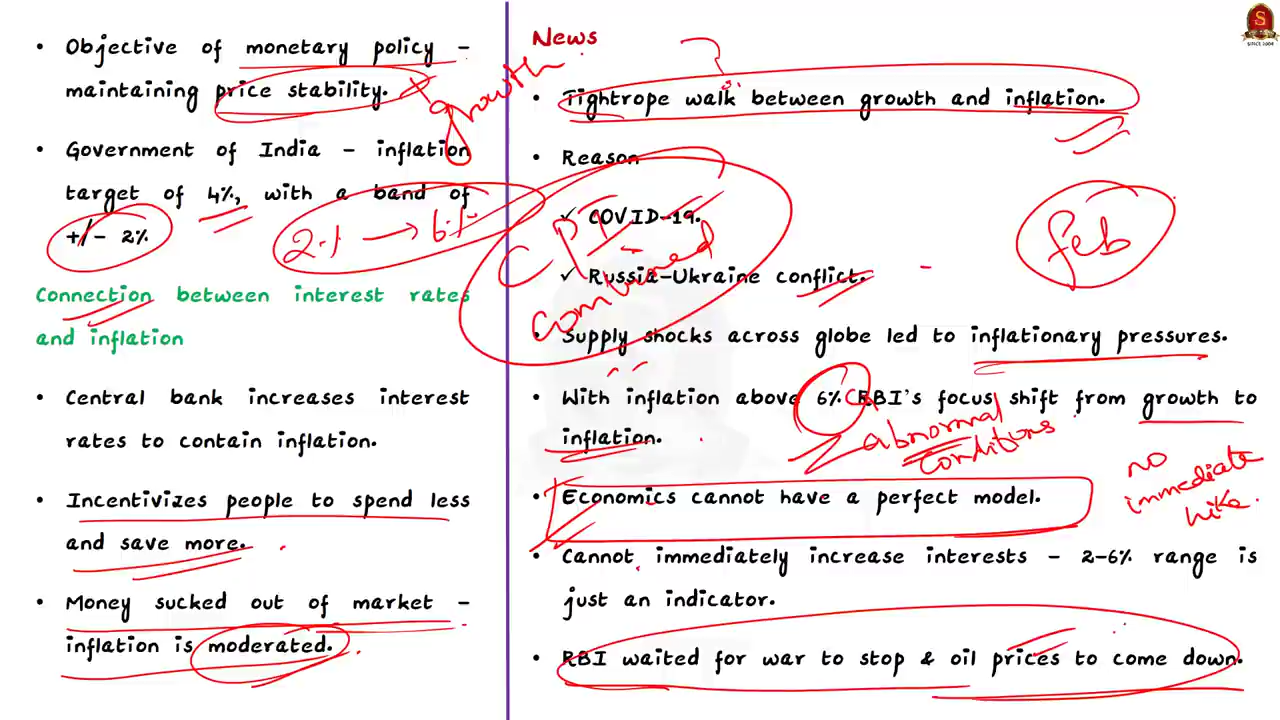 • Objective of monetary policy -
maintaining price stability.
+ growth
• Government of India - inflation
target of 4%, with a band of
+/- 2%
2% → 6%
Connection between interest rates
and inflation
• Central bank increases interest
rates to contain inflation.
• Incentivizes people to spend less
and save more.
• Money sucked out of market -
inflation is moderated.
News
• Tightrope walk between growth and inflation.
• Reason
✓ COVID-19.
✓ Russia-Ukraine conflict.
CPI
Combined
Feb
• Supply shocks across globe led to inflationary pressures.
• With inflation above 6% RBI's focus shift from growth to
inflation.
abnormal
conditions
• Economics cannot have a perfect model.
no
immediate
hike.
• Cannot immediately increase interests - 2-6% range is
just an indicator.
• RBI waited for war to stop & oil prices to come down.
S
SINCE 2004